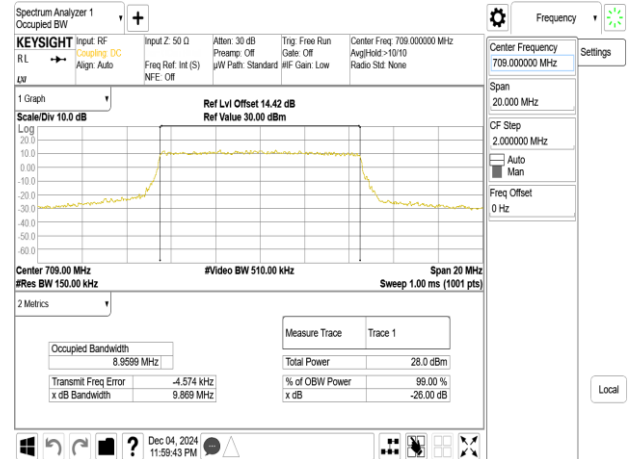 Spectrum Analyzer 1
Occupied BW
Frequency
KEYSIGHT
Input: RF
Coupling: DC
Align: Auto
Input Z: 50 Ω
Freq Ref: Int (S)
NFE: Off
Atten: 30 dB
Preamp: Off
µW Path: Standard
Trig: Free Run
Gate: Off
#IF Gain: Low
Center Freq: 709.000000 MHz
Avg|Hold:>10/10
Radio Std: None
RL
LXI
Center Frequency
709.000000 MHz
Settings
Span
20.000 MHz
CF Step
2.000000 MHz
Auto
Man
Freq Offset
0 Hz
Local
1 Graph
Scale/Div 10.0 dB
Ref Lvl Offset 14.42 dB
Ref Value 30.00 dBm
Log
20.0
10.0
0.00
-10.0
-20.0
-30.0
-40.0
-50.0
-60.0
Center 709.00 MHz
#Video BW 510.00 kHz
Span 20 MHz
#Res BW 150.00 kHz
Sweep 1.00 ms (1001 pts)
2 Metrics
Measure Trace Trace 1
Occupied Bandwidth
8.9599 MHz
Total Power 28.0 dBm
Transmit Freq Error -4.574 kHz
% of OBW Power 99.00 %
x dB Bandwidth 9.869 MHz
x dB -26.00 dB
?
Dec 04, 2024
11:59:43 PM